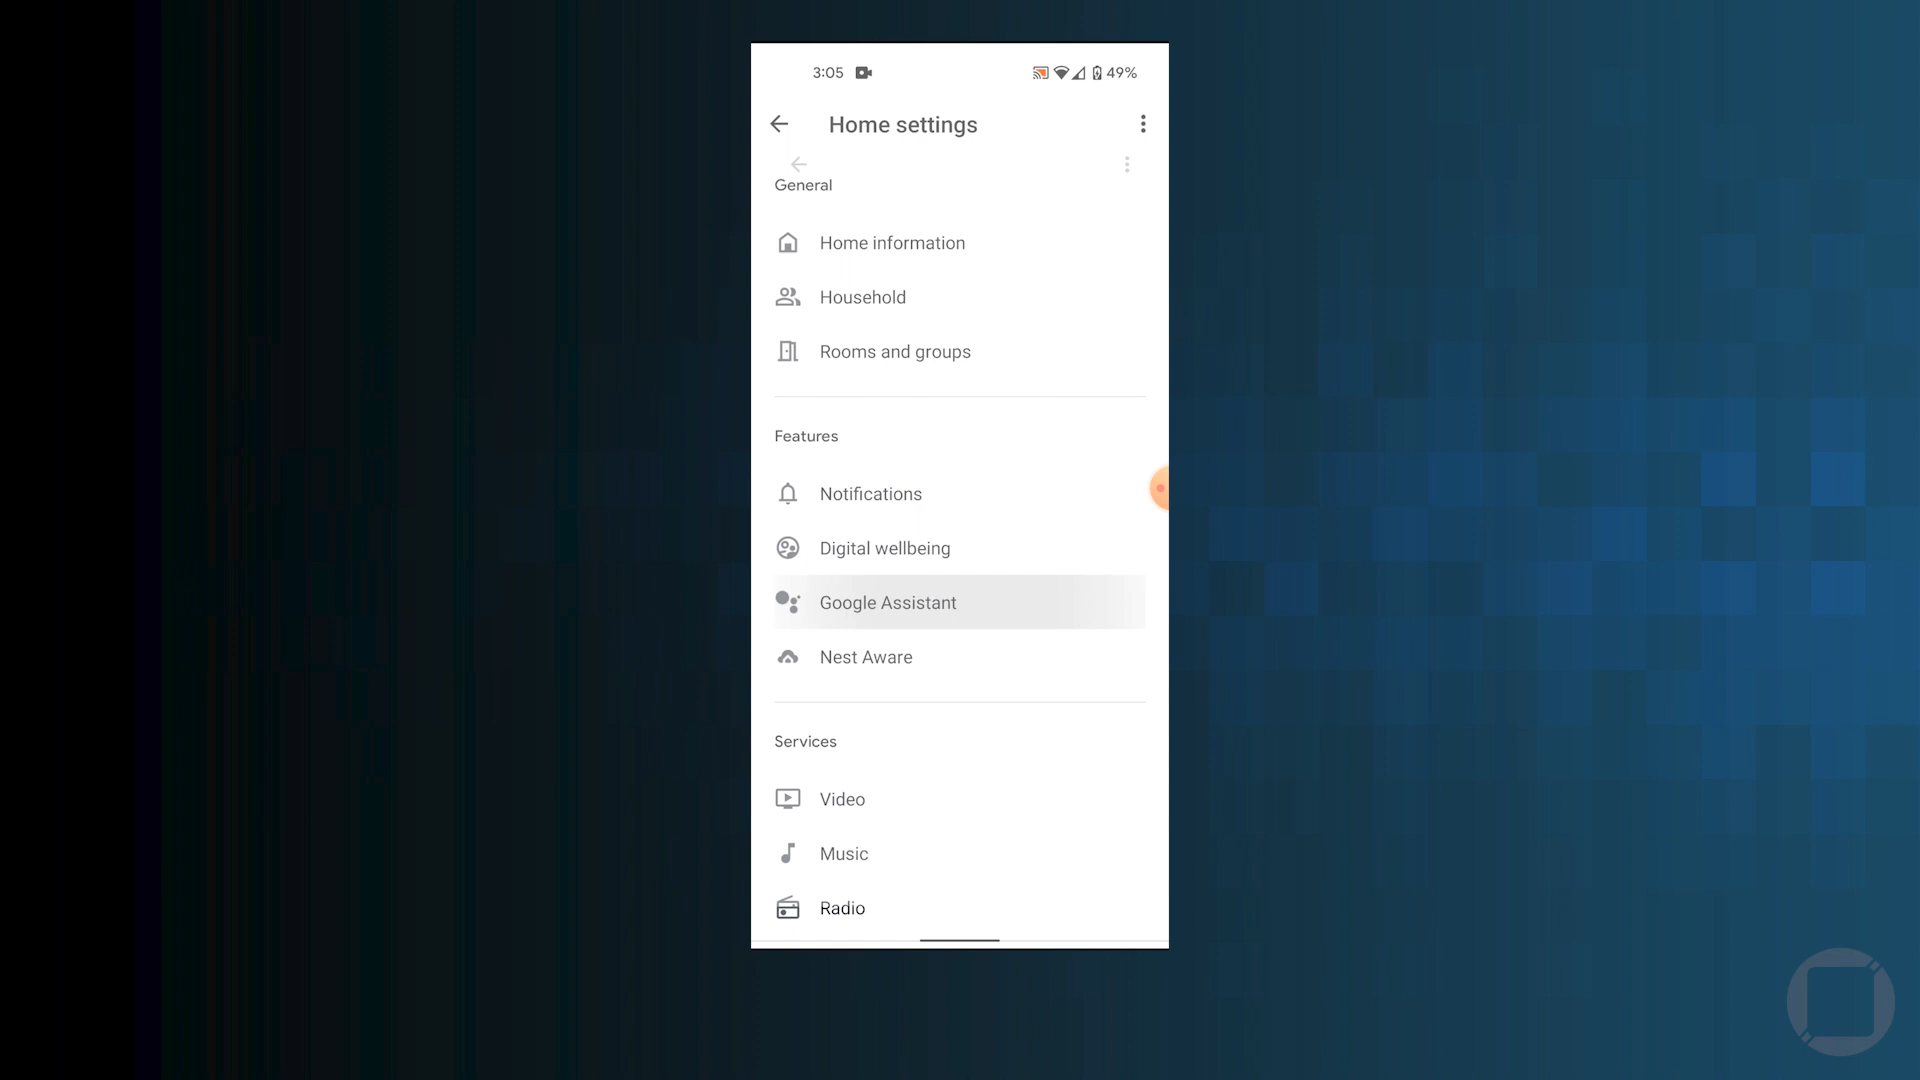 3:05
49%
Home settings
General
Home information
Household
Rooms and groups
Features
Notifications
Digital wellbeing
Google Assistant
Nest Aware
Services
Video
Music
Radio